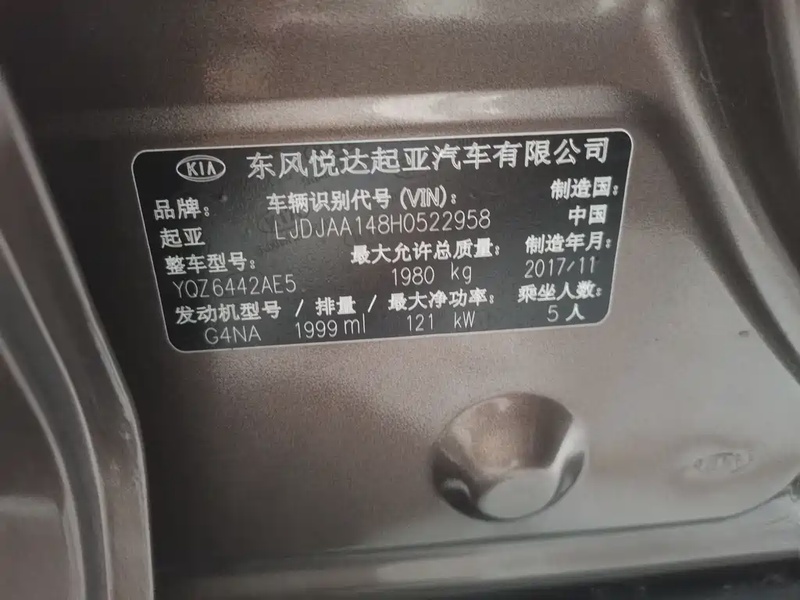 KIA 东风悦达起亚汽车有限公司
品牌: 车辆识别代号 (VIN): 制造国:
起亚 LJDJAA148H0522958 中国
整车型号: 最大允许总质量: 制造年月:
YQZ6442AE5 1980 kg 2017/11
发动机型号 / 排量 / 最大净功率: 乘坐人数:
G4NA 1999 ml 121 kW 5 人